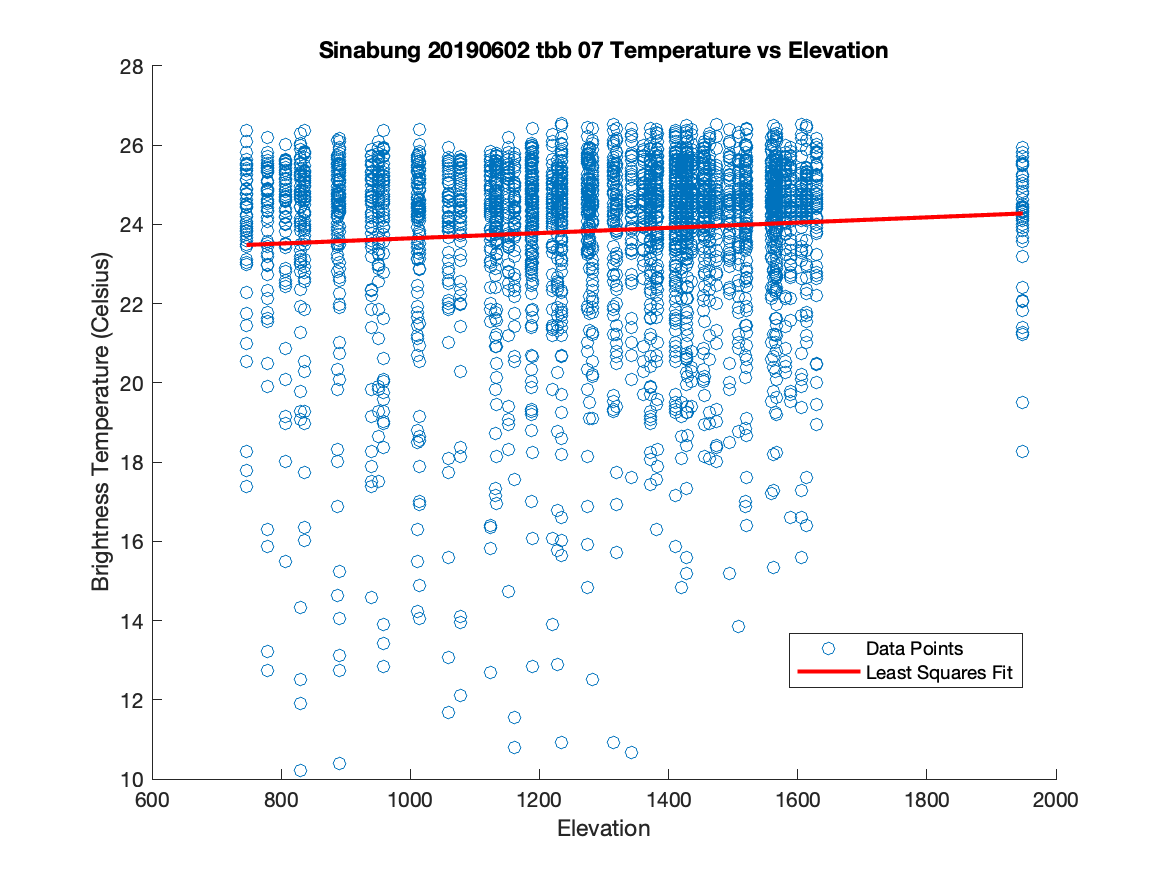 Sinabung 20190602 tbb 07 Temperature vs Elevation
28
26
24
22
20
18
16
14
12
10
Brightness Temperature (Celsius)
Data Points
Least Squares Fit
600 800 1000 1200 1400 1600 1800 2000
Elevation